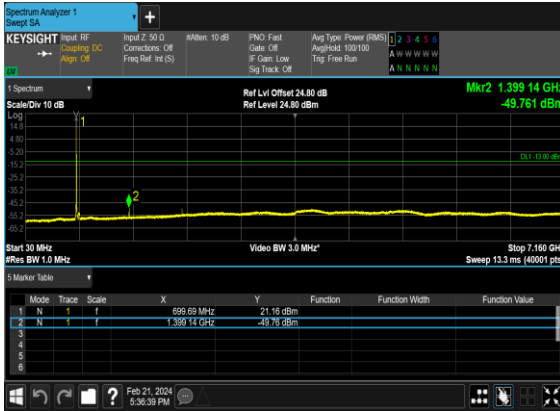 Spectrum Analyzer 1
Swept SA
+
KEYSIGHT Input: RF Input Z: 50 Ω #Atten: 10 dB PNO: Fast Avg Type: Power (RMS) 1 2 3 4 5 6
Coupling: DC Corrections: Off Gate: Off Avg|Hold: 100/100 A W W W W W
Align: Off Freq Ref: Int (S) IF Gain: Low Trig: Free Run
Sig Track: Off A N N N N N
1 Spectrum Ref Lvl Offset 24.80 dB Mkr2 1.399 14 GHz
Scale/Div 10 dB Ref Level 24.80 dBm -49.761 dBm
Log
1
14.8
4.80
-5.20
-15.2 DL1 -13.00 dBm
-25.2
-35.2
2
-45.2
-55.2
-65.2
Start 30 MHz Video BW 3.0 MHz* Stop 7.160 GHz
#Res BW 1.0 MHz Sweep 13.3 ms (40001 pts)
5 Marker Table
Mode Trace Scale X Y Function Function Width Function Value
1 N 1 f 699.69 MHz 21.16 dBm
2 N 1 f 1.399 14 GHz -49.76 dBm
3
4
5
6
? Feb 21, 2024
5:36:39 PM